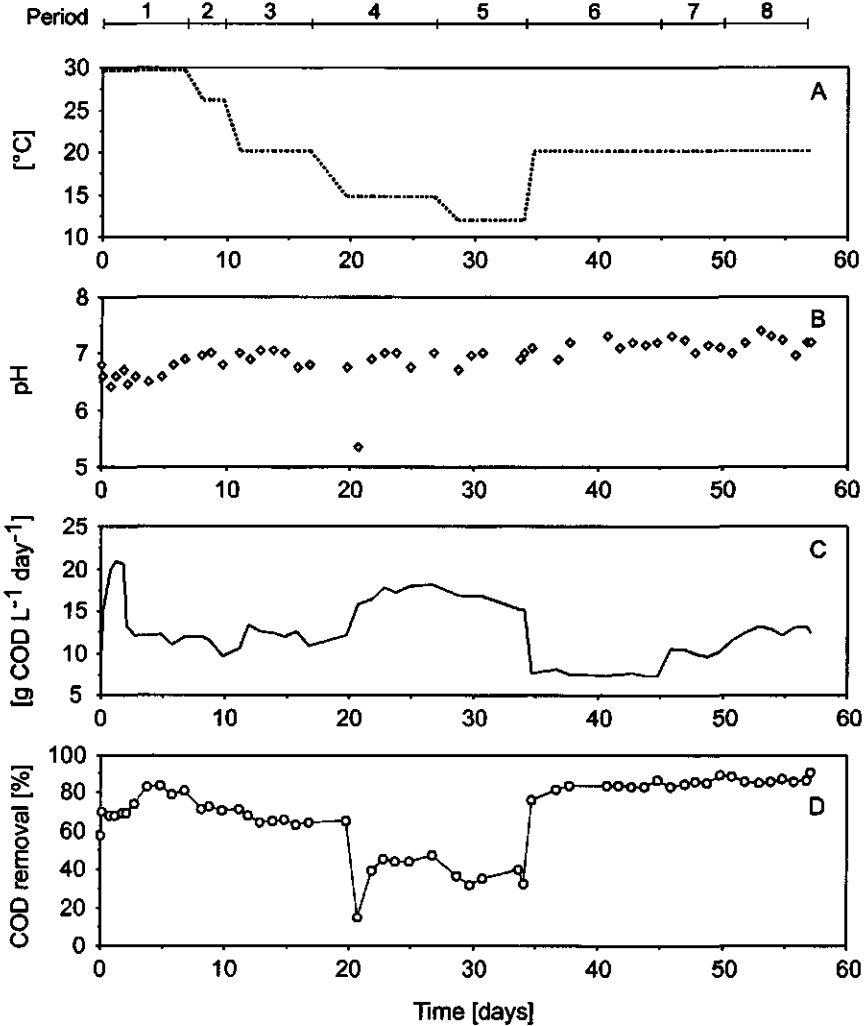 Period 1 2 3 4 5 6 7 8
A
[°C]
30
25
20
15
10
0 10 20 30 40 50 60
B
pH
8
7
6
5
0 10 20 30 40 50 60
C
[g COD L⁻¹ day⁻¹]
25
20
15
10
5
0 10 20 30 40 50 60
D
COD removal [%]
100
80
60
40
20
0
0 10 20 30 40 50 60
Time [days]